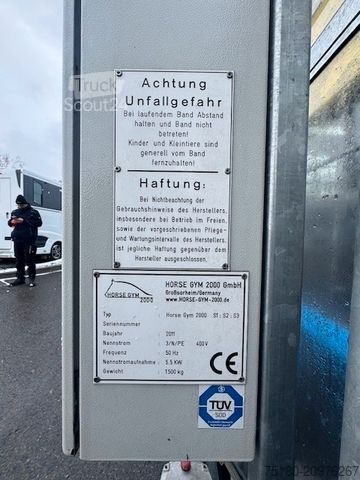 Truck
Scout24
Achtung
Unfallgefahr
Bei laufendem Band Abstand
halten und Band nicht
betreten!
Kinder und Kleintiere sind
generell vom Band
fernzuhalten!
Haftung:
Bei Nichtbeachtung der
Gebrauchshinweise des Herstellers,
insbesondere bei Betrieb im Freien,
sowie der vorgeschriebenen Pflege-
und Wartungsintervalle des Herstellers,
ist jegliche Haftung gegenüber dem
Hersteller ausgeschlossen.
HORSE GYM 2000
HORSE GYM 2000 GmbH
Großsorheim/Germany
www.HORSE-GYM-2000.de
Typ : Horse Gym 2000 S1 : S2 : S3
Seriennummer :
Baujahr : 2011
Nennstrom : 3/N/PE 400 V
Frequenz : 50 Hz
Nennstromaufnahme : 5.5 KW
Gewicht : 1500 kg
CE
TÜV
SÜD